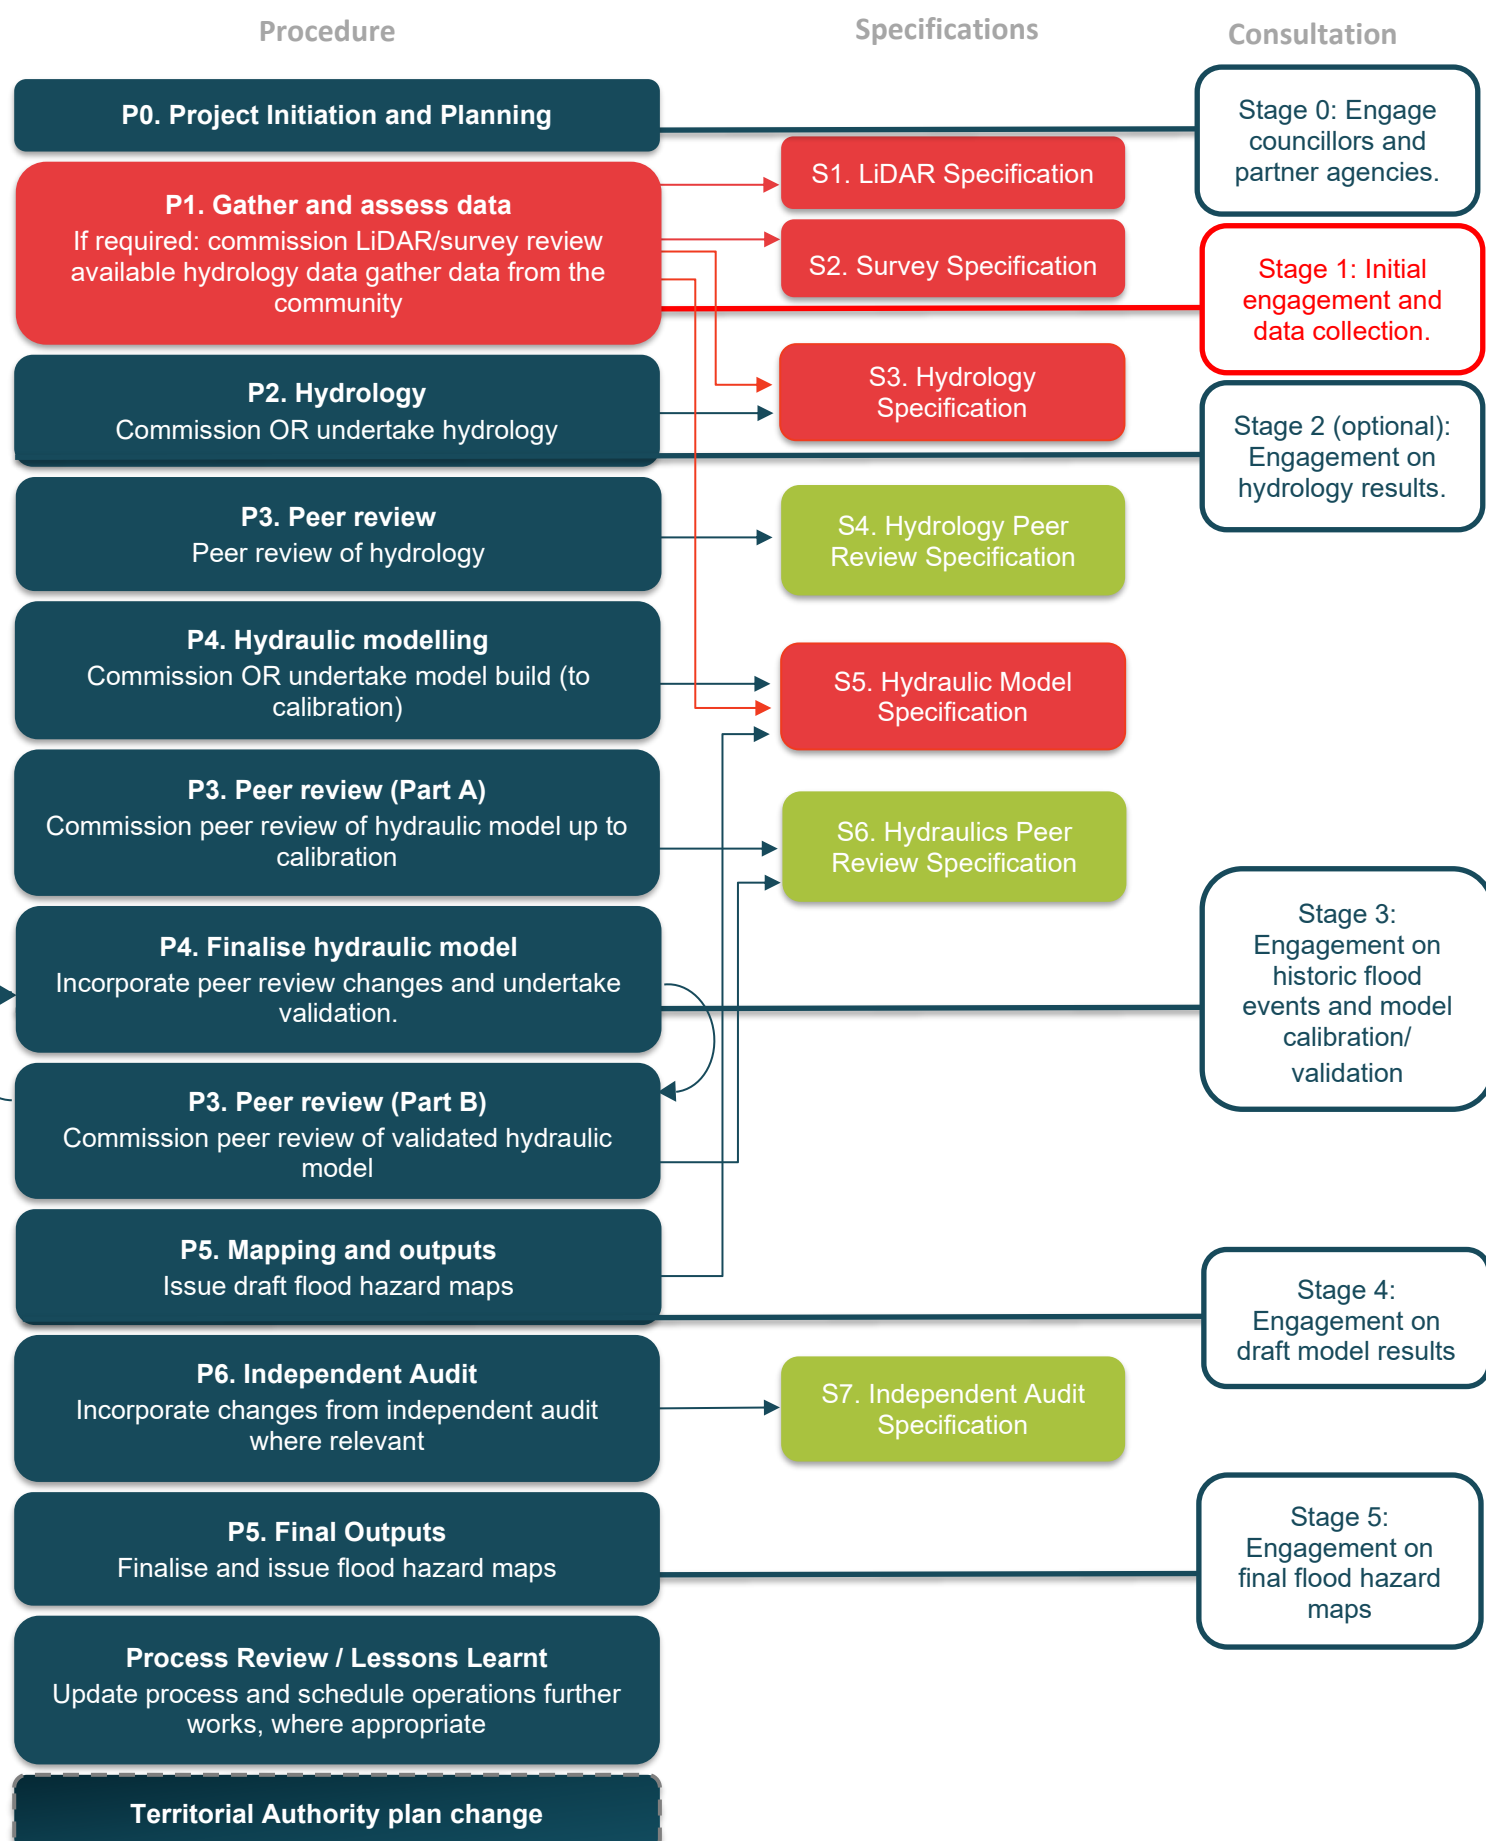 Procedure
Specifications
Consultation
P0. Project Initiation and Planning
Stage 0: Engage
councillors and
partner agencies.
P1. Gather and assess data
If required: commission LiDAR/survey review
available hydrology data gather data from the
community
S1. LiDAR Specification
S2. Survey Specification
Stage 1: Initial
engagement and
data collection.
P2. Hydrology
Commission OR undertake hydrology
S3. Hydrology
Specification
Stage 2 (optional):
Engagement on
hydrology results.
P3. Peer review
Peer review of hydrology
S4. Hydrology Peer
Review Specification
P4. Hydraulic modelling
Commission OR undertake model build (to
calibration)
S5. Hydraulic Model
Specification
P3. Peer review (Part A)
Commission peer review of hydraulic model up to
calibration
S6. Hydraulics Peer
Review Specification
P4. Finalise hydraulic model
Incorporate peer review changes and undertake
validation.
Stage 3:
Engagement on
historic flood
events and model
calibration/
validation
P3. Peer review (Part B)
Commission peer review of validated hydraulic
model
P5. Mapping and outputs
Issue draft flood hazard maps
Stage 4:
Engagement on
draft model results
P6. Independent Audit
Incorporate changes from independent audit
where relevant
S7. Independent Audit
Specification
P5. Final Outputs
Finalise and issue flood hazard maps
Stage 5:
Engagement on
final flood hazard
maps
Process Review / Lessons Learnt
Update process and schedule operations further
works, where appropriate
Territorial Authority plan change